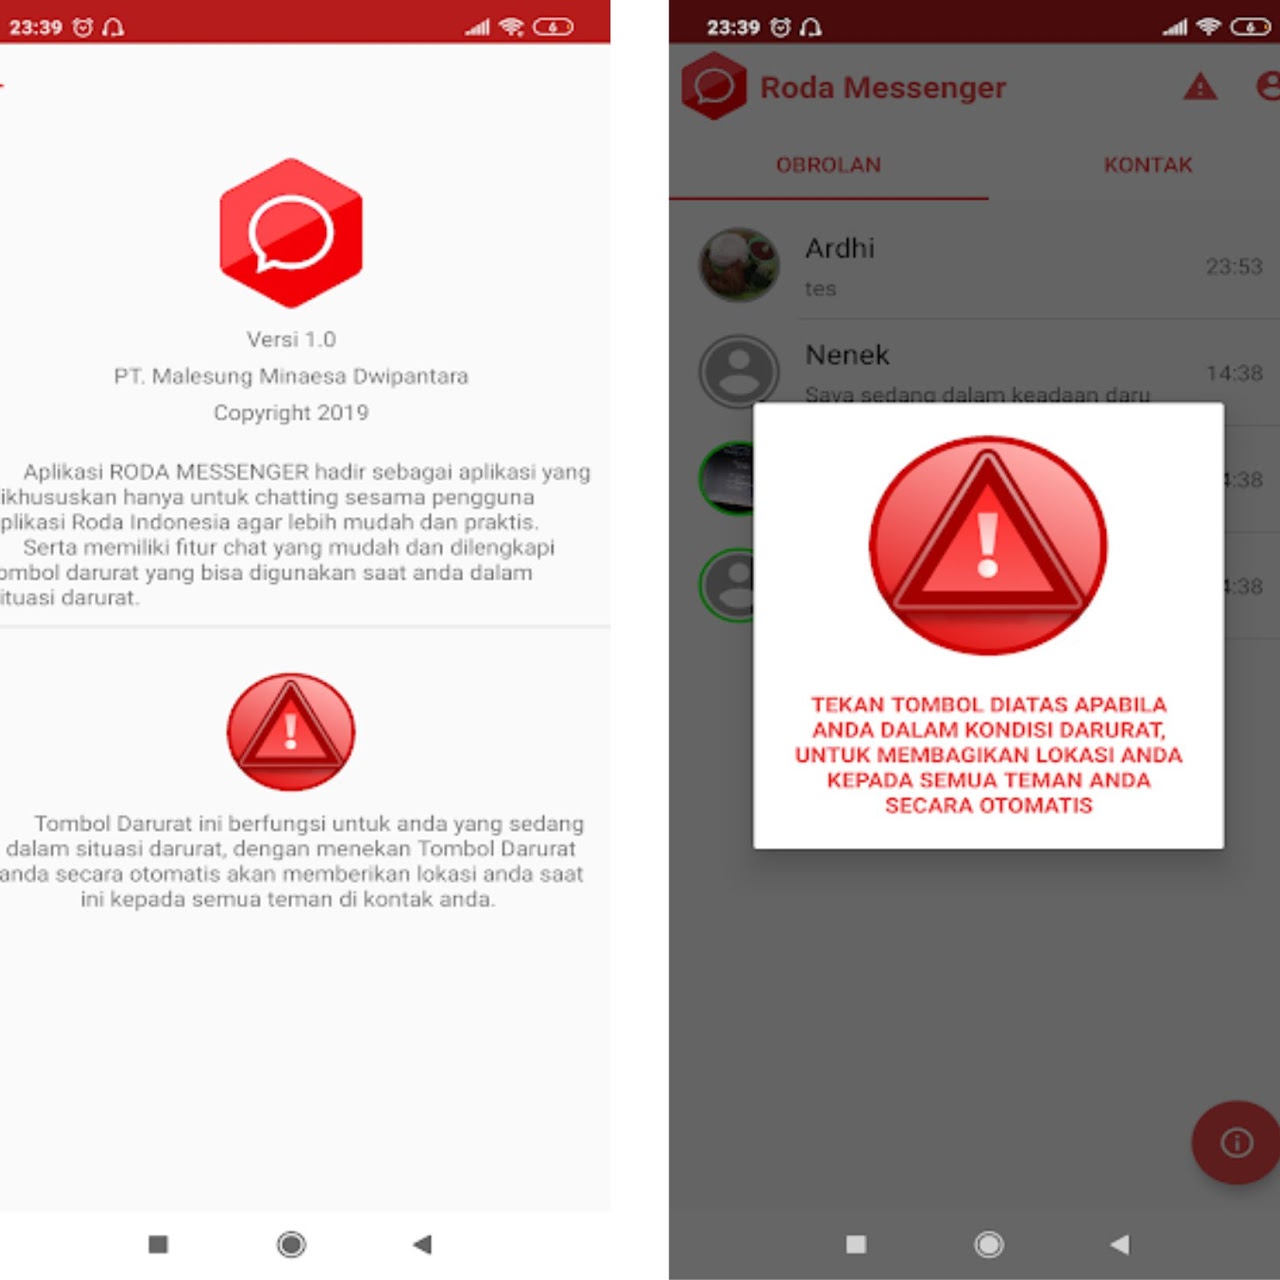 23:39
6
Versi 1.0
PT. Malesung Minaesa Dwipantara
Copyright 2019
Aplikasi RODA MESSENGER hadir sebagai aplikasi yang
ikhususkan hanya untuk chatting sesama pengguna
plikasi Roda Indonesia agar lebih mudah dan praktis.
Serta memiliki fitur chat yang mudah dan dilengkapi
ombol darurat yang bisa digunakan saat anda dalam
ituasi darurat.
Tombol Darurat ini berfungsi untuk anda yang sedang
dalam situasi darurat, dengan menekan Tombol Darurat
anda secara otomatis akan memberikan lokasi anda saat
ini kepada semua teman di kontak anda.
23:39
6
Roda Messenger
OBROLAN KONTAK
Ardhi
23:53
tes
Nenek
14:38
Saya sedang dalam keadaan daru
4:38
4:38
TEKAN TOMBOL DIATAS APABILA
ANDA DALAM KONDISI DARURAT,
UNTUK MEMBAGIKAN LOKASI ANDA
KEPADA SEMUA TEMAN ANDA
SECARA OTOMATIS